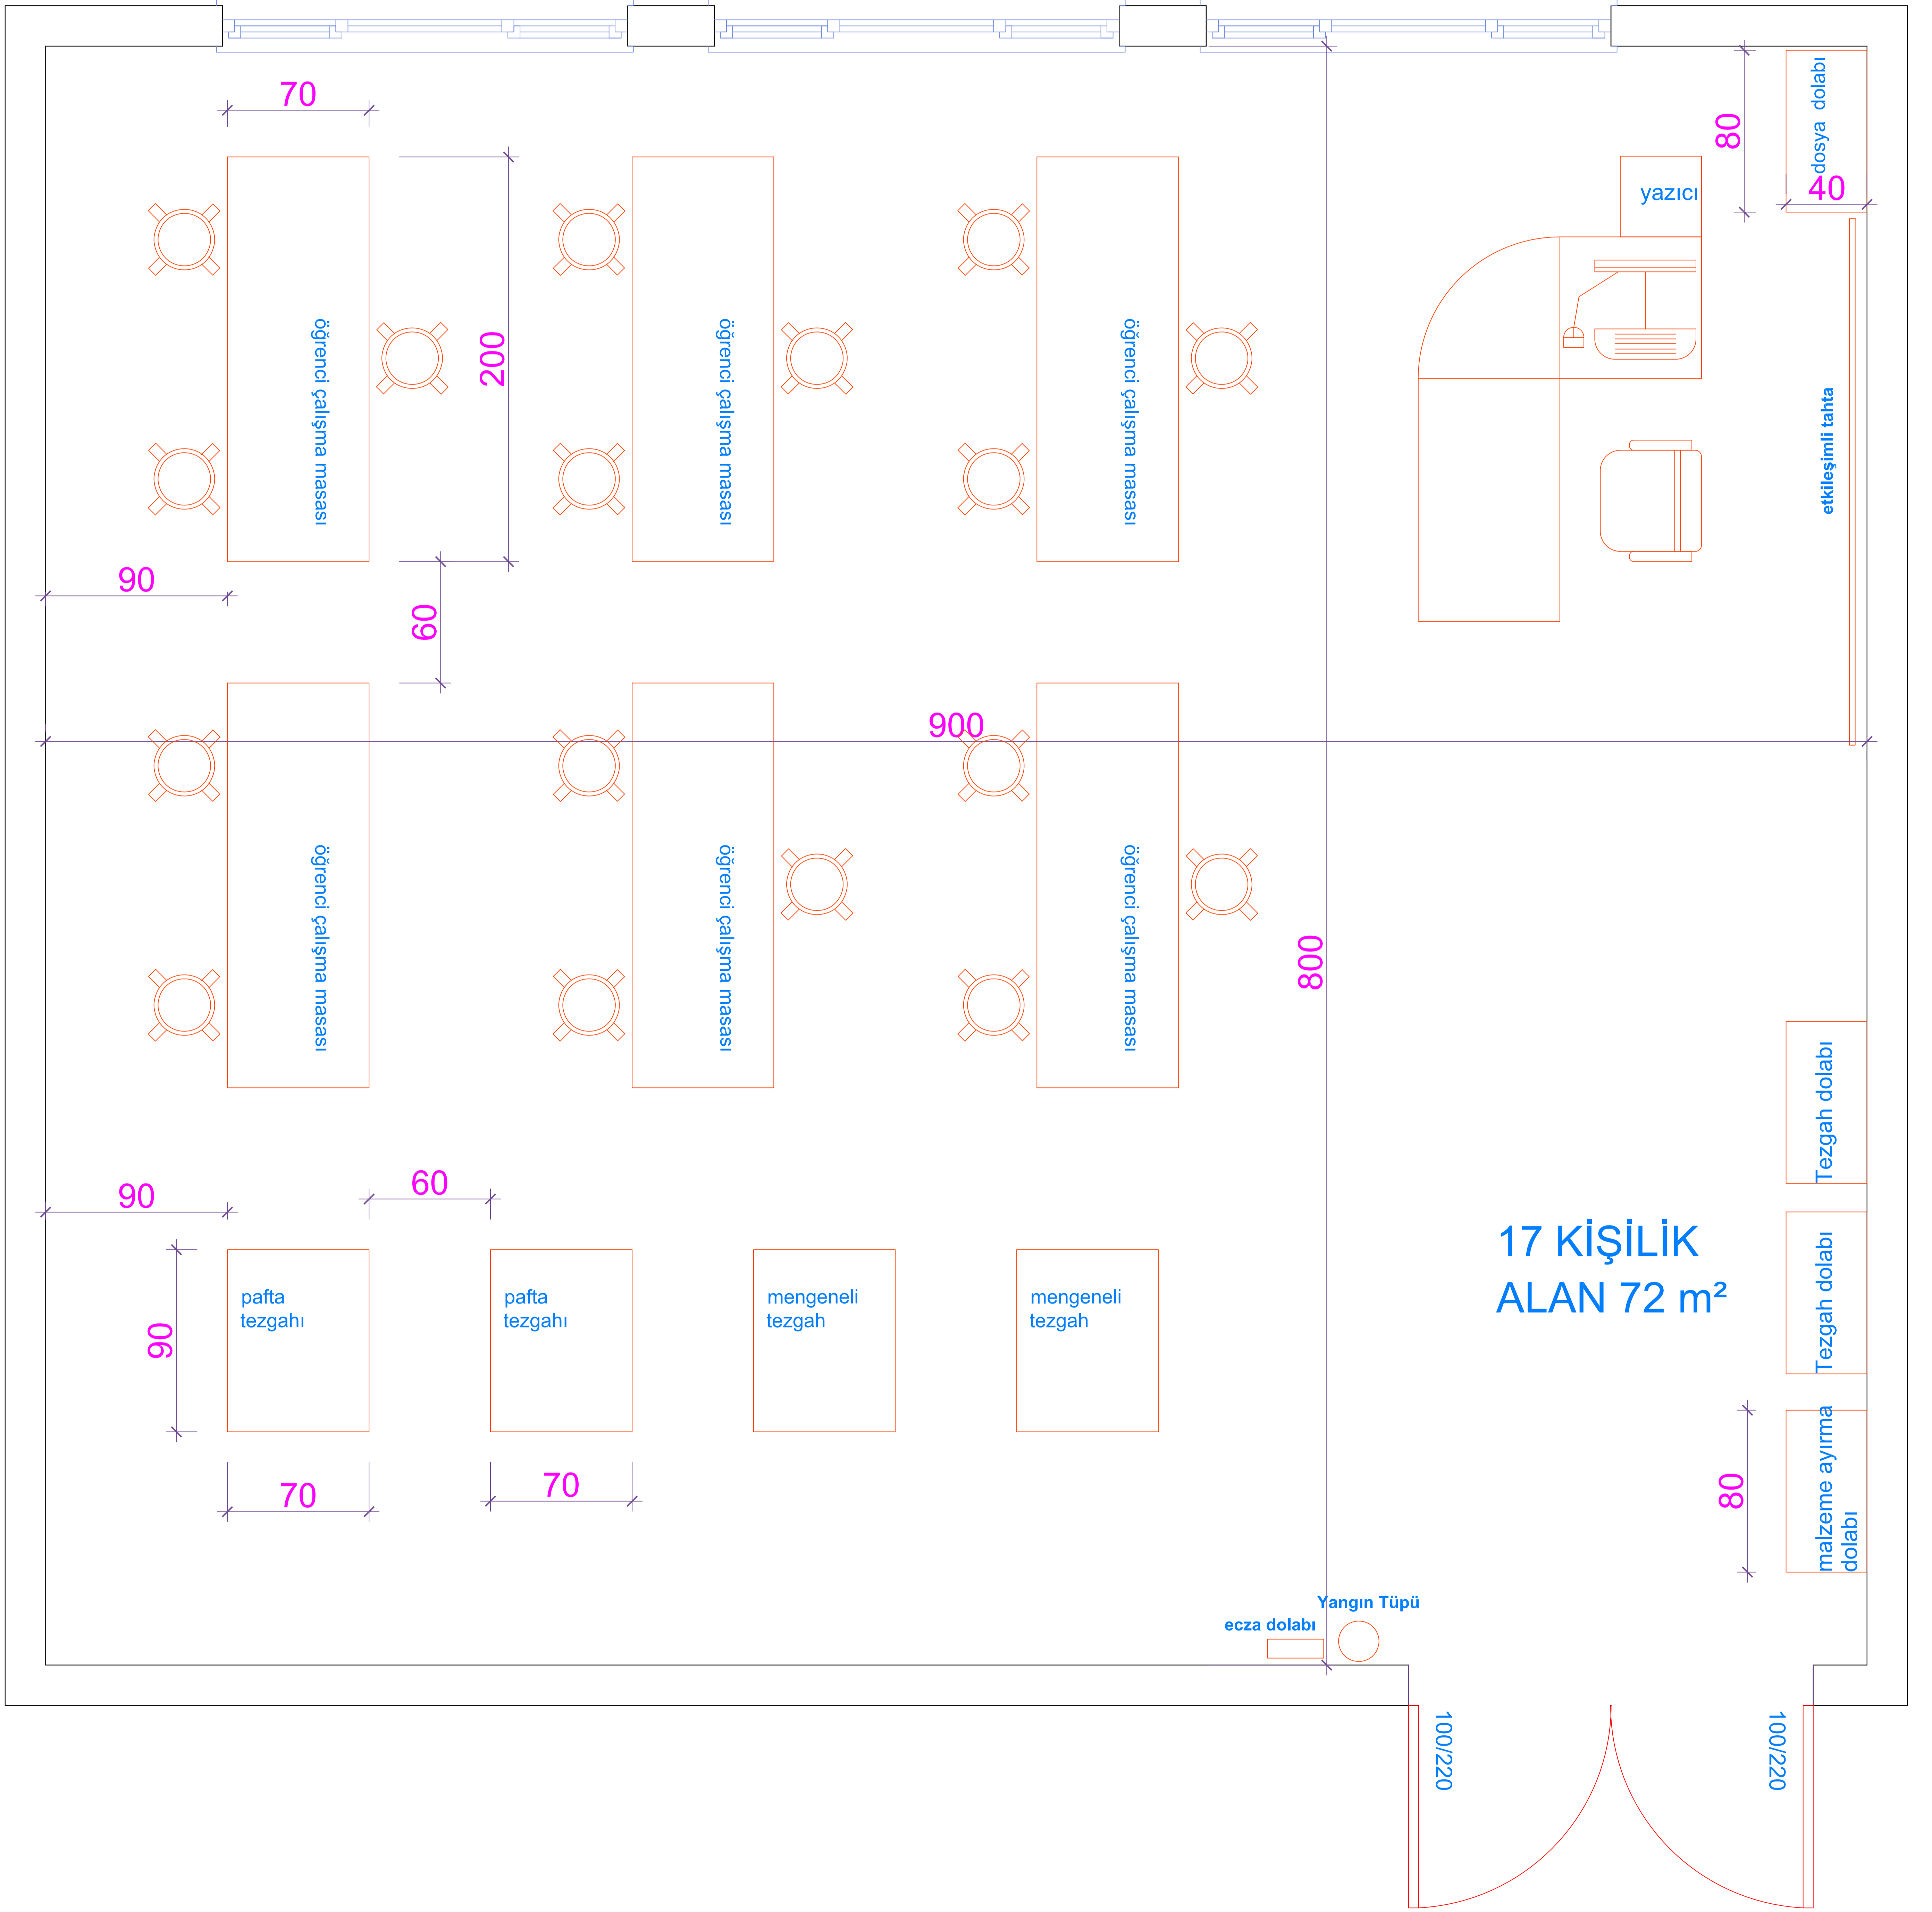 70
80
dosya dolabı
40
yazıcı
öğrenci çalışma masası
200
öğrenci çalışma masası
öğrenci çalışma masası
etkileşimli tahta
90
60
900
öğrenci çalışma masası
öğrenci çalışma masası
öğrenci çalışma masası
800
Tezgah dolabı
90
60
17 KİŞİLİK
ALAN 72 m²
Tezgah dolabı
90
pafta
tezgahı
pafta
tezgahı
mengeneli
tezgah
mengeneli
tezgah
70
70
80
malzeme ayırma
dolabı
Yangın Tüpü
ecza dolabı
100/220
100/220